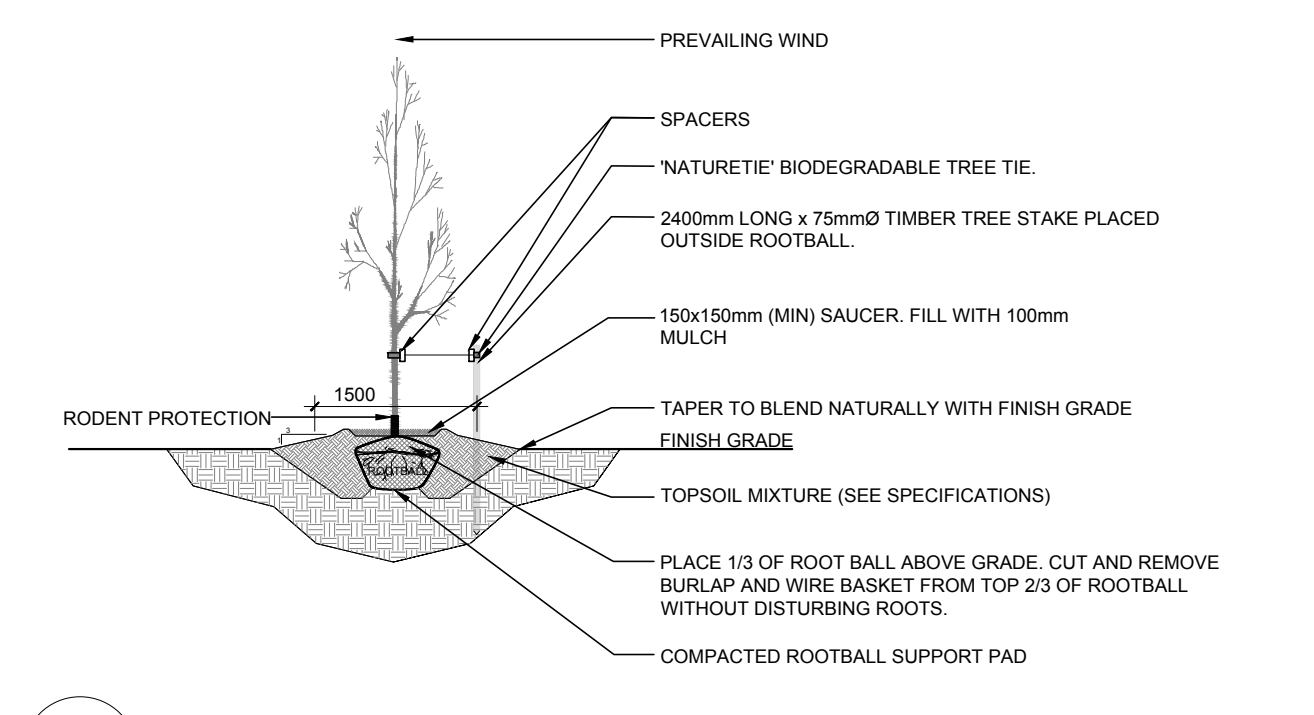 PREVAILING WIND
SPACERS
'NATURETIE' BIODEGRADABLE TREE TIE.
2400mm LONG x 75mmØ TIMBER TREE STAKE PLACED
OUTSIDE ROOTBALL.
150x150mm (MIN) SAUCER. FILL WITH 100mm
MULCH
1500
RODENT PROTECTION
TAPER TO BLEND NATURALLY WITH FINISH GRADE
3
1
FINISH GRADE
ROOTBALL
TOPSOIL MIXTURE (SEE SPECIFICATIONS)
PLACE 1/3 OF ROOT BALL ABOVE GRADE. CUT AND REMOVE
BURLAP AND WIRE BASKET FROM TOP 2/3 OF ROOTBALL
WITHOUT DISTURBING ROOTS.
COMPACTED ROOTBALL SUPPORT PAD